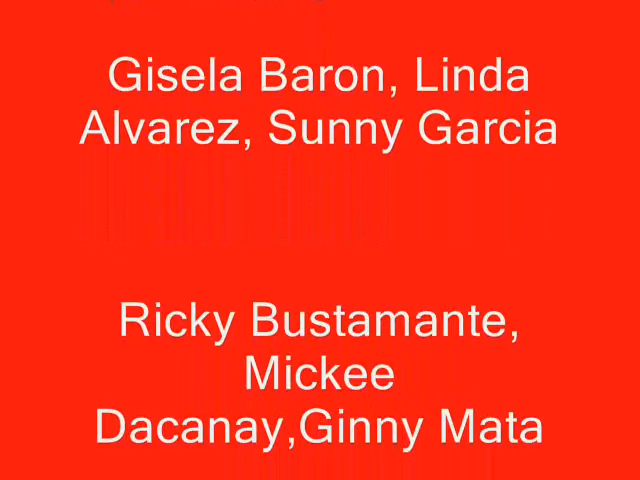 Gisela Baron, Linda
Alvarez, Sunny Garcia
Ricky Bustamante,
Mickee
Dacanay,Ginny Mata